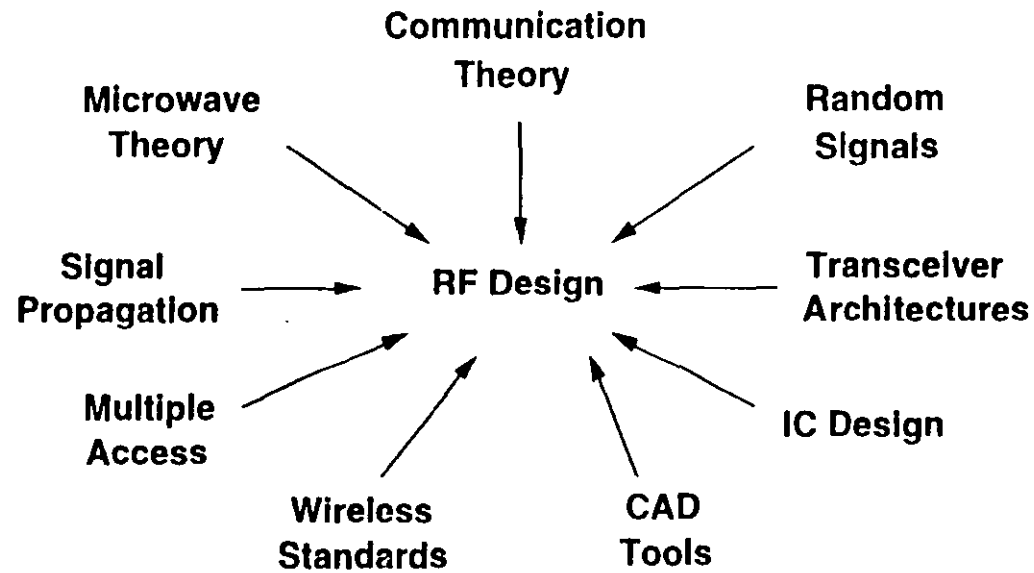 Communication
Theory
Microwave
Theory
Random
Signals
Signal
Propagation
RF Design
Transceiver
Architectures
Multiple
Access
IC Design
Wireless
Standards
CAD
Tools